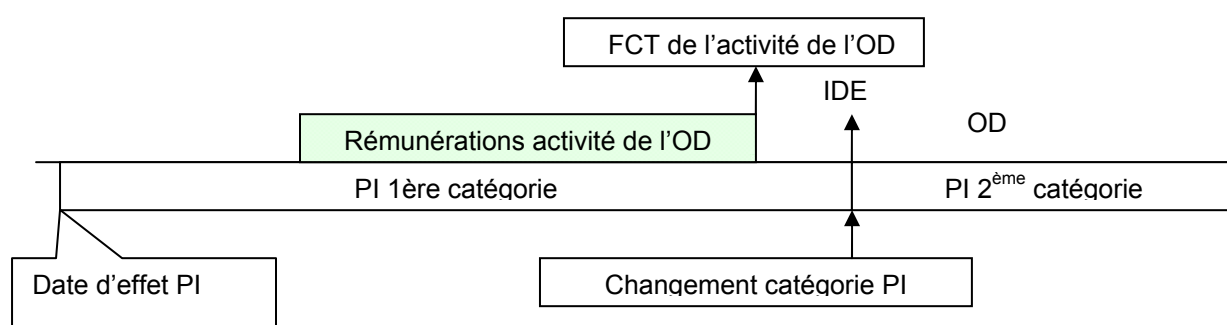 FCT de l’activité de l’OD
IDE
OD
Rémunérations activité de l’OD
PI 1ère catégorie
PI 2ème catégorie
Date d’effet PI
Changement catégorie PI